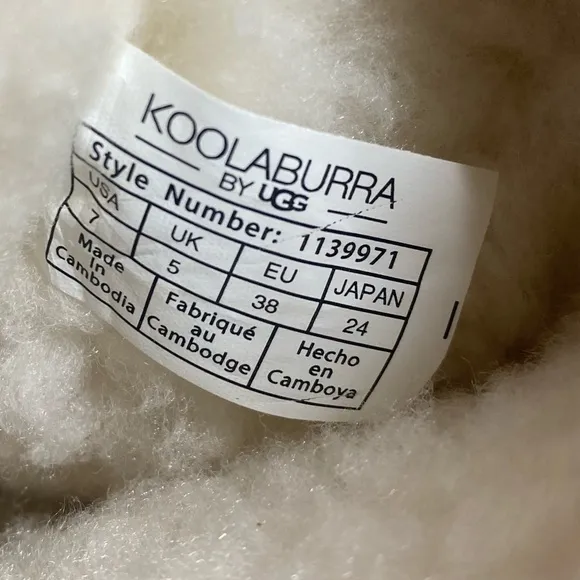 KOOLABURRA
BY UGG
Style Number: 1139971
USA UK EU JAPAN
7 5 38 24
Made in Cambodia
Fabriqué au Cambodge
Hecho en Camboya